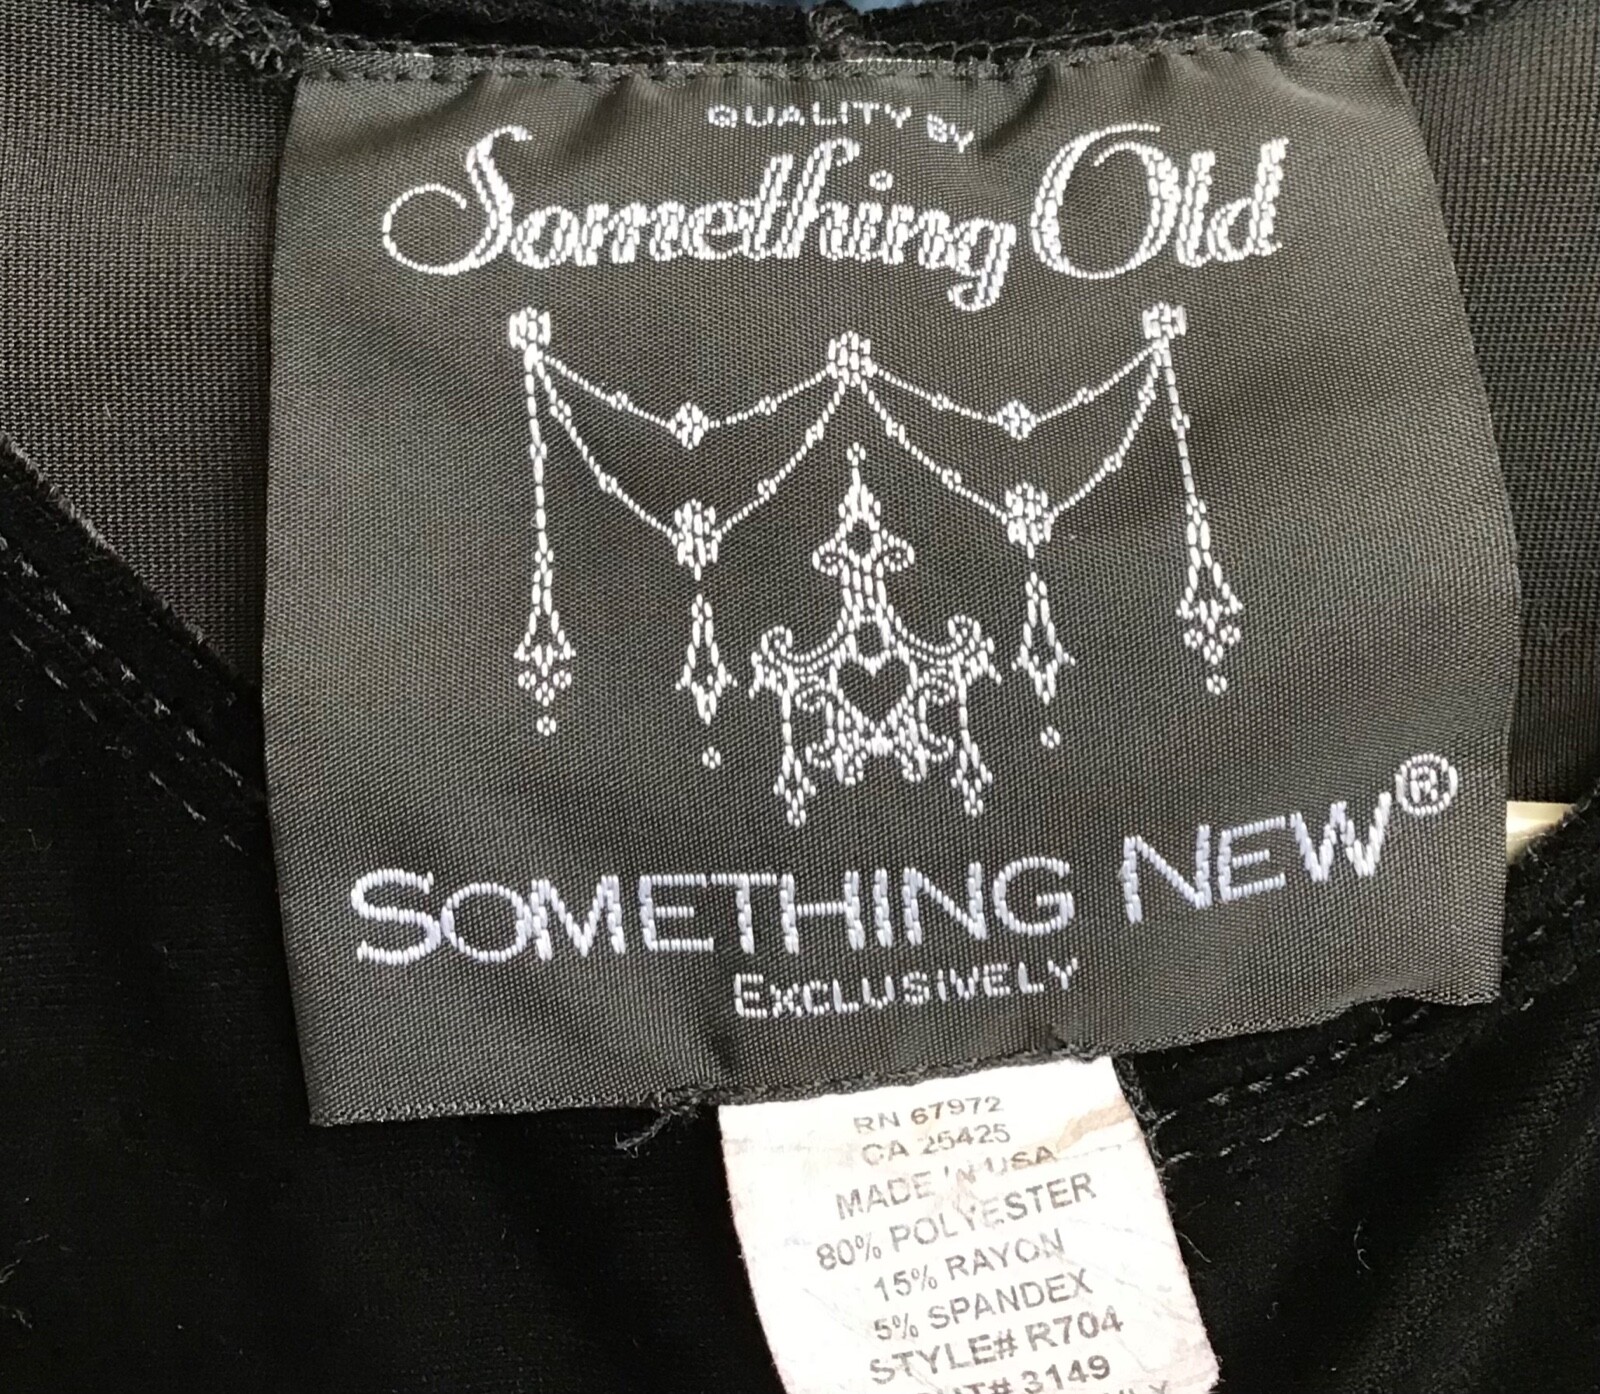 QUALITY BY
Something Old
SOMETHING NEW®
EXCLUSIVELY
RN 67972
CA 25425
MADE IN USA
80% POLYESTER
15% RAYON
5% SPANDEX
STYLE# R704
3149